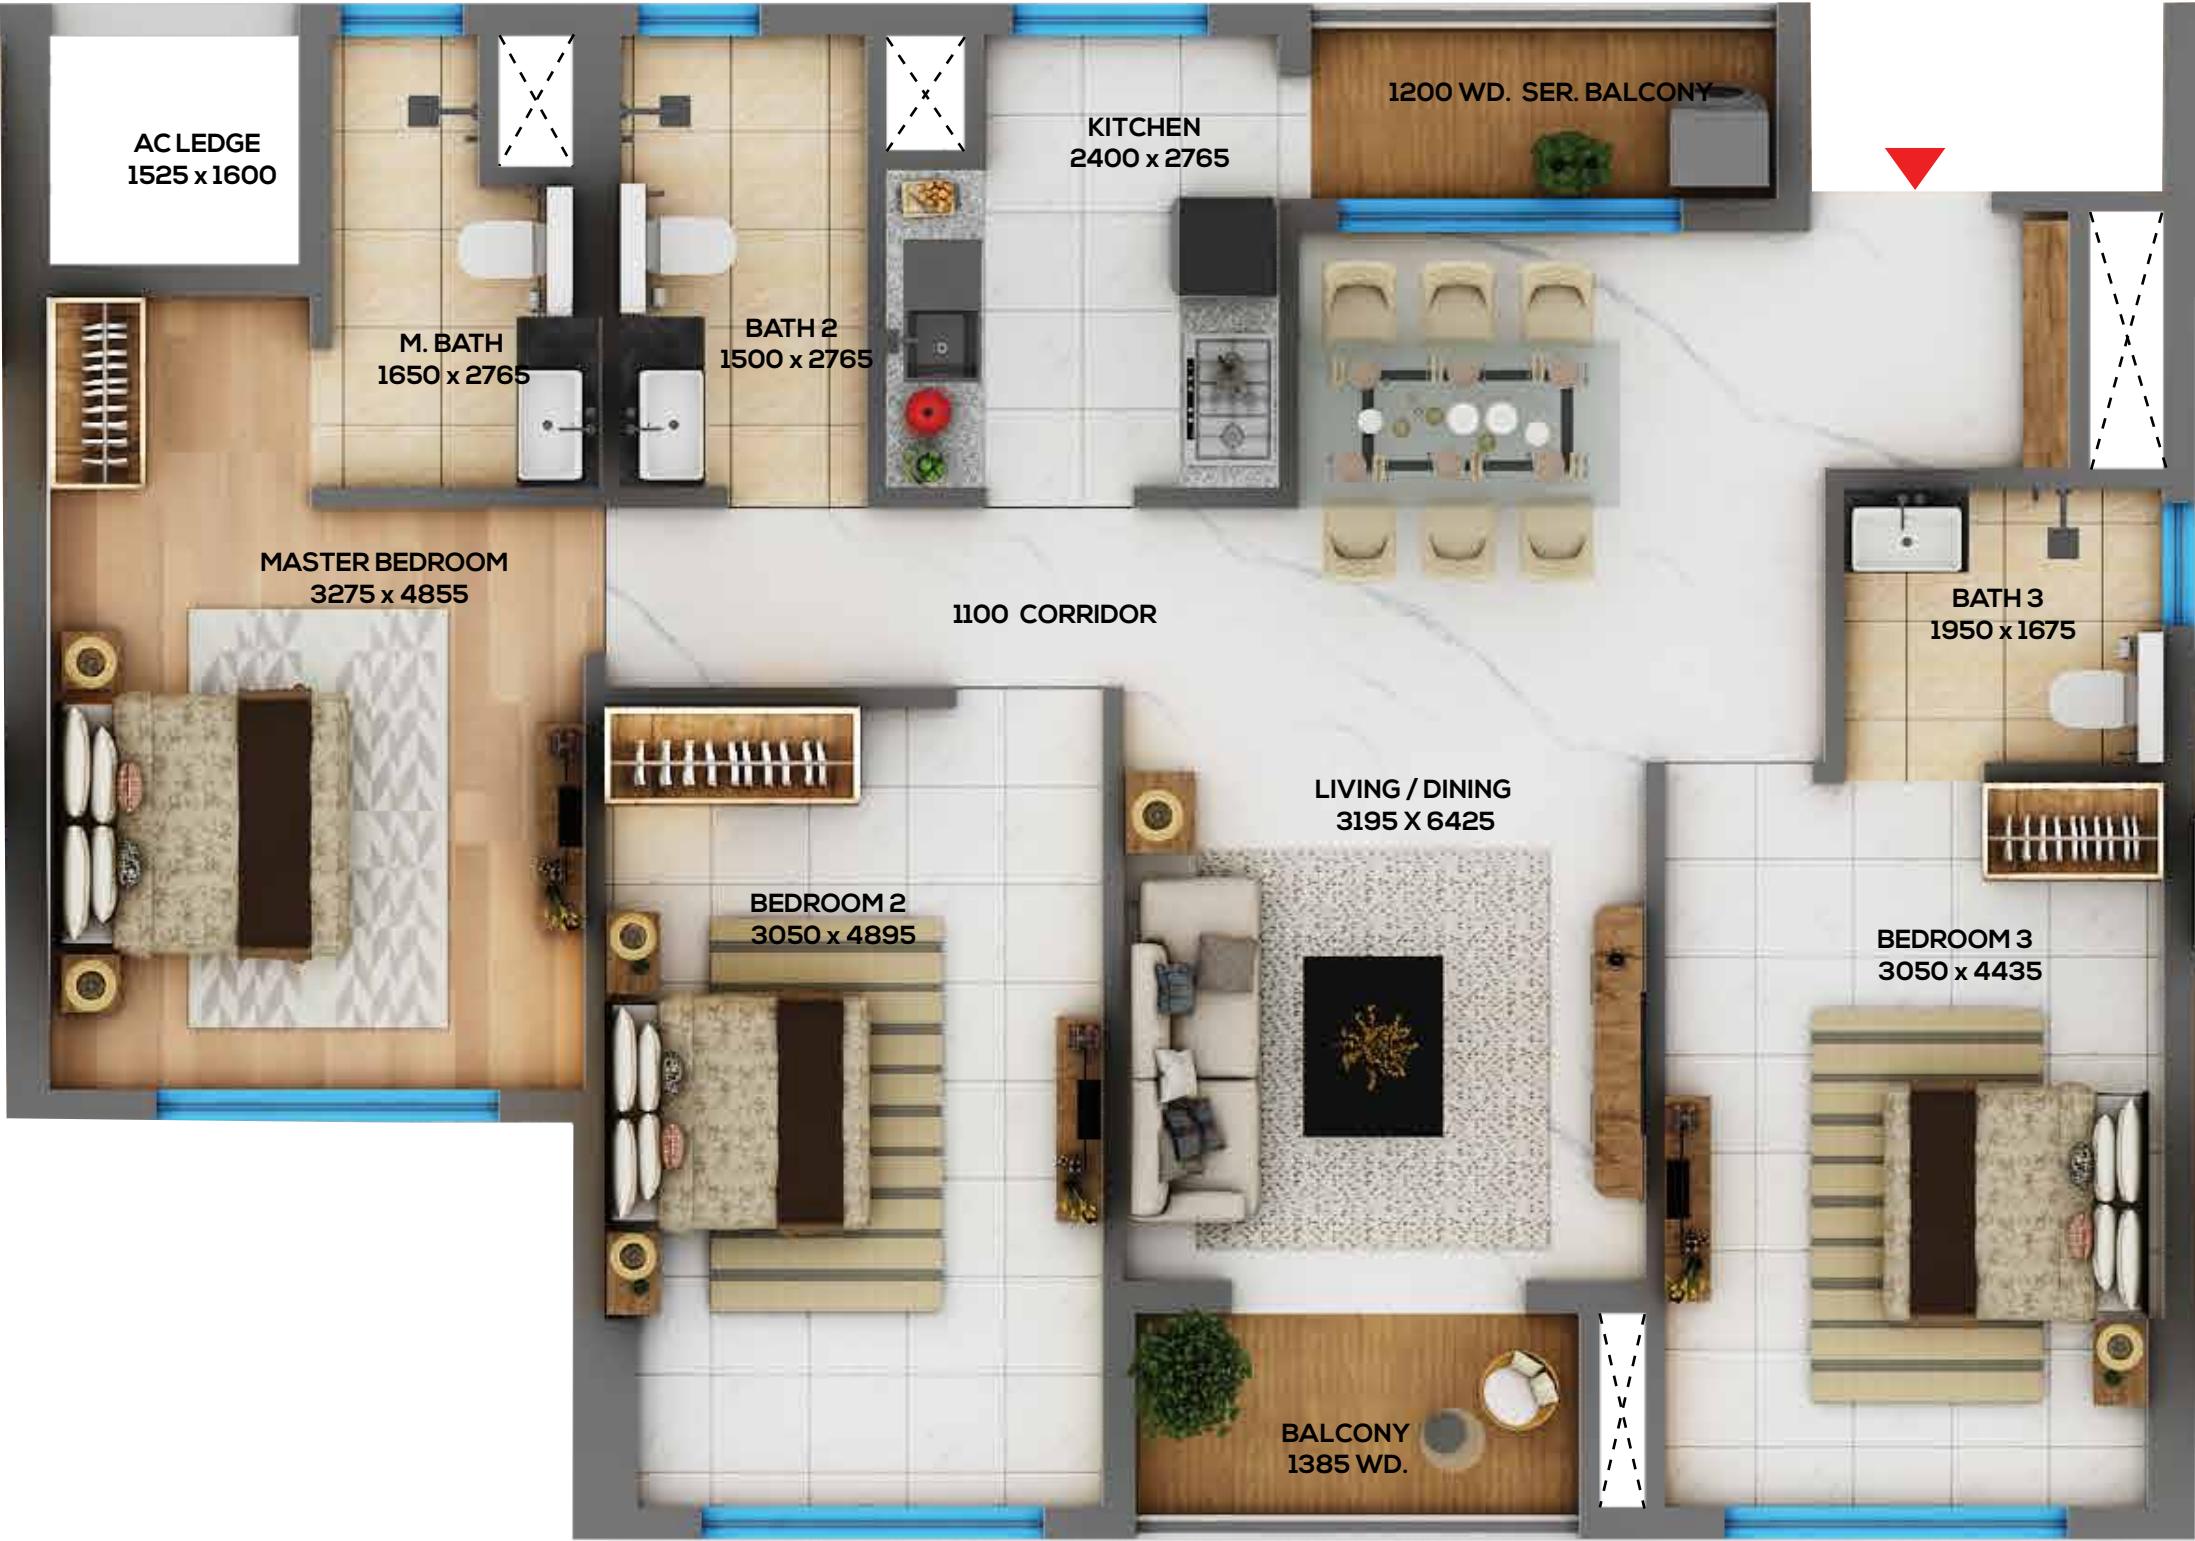 1200 WD. SER. BALCONY
KITCHEN
2400 x 2765
AC LEDGE
1525 x 1600
BATH 2
1500 x 2765
M. BATH
1650 x 2765
MASTER BEDROOM
3275 x 4855
1100 CORRIDOR
BATH 3
1950 x 1675
LIVING / DINING
3195 X 6425
BEDROOM 2
3050 x 4895
BEDROOM 3
3050 x 4435
BALCONY
1385 WD.